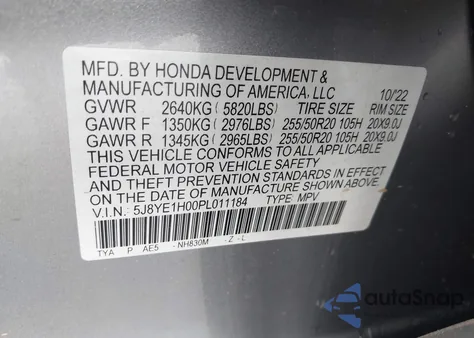 MFD. BY HONDA DEVELOPMENT &
MANUFACTURING OF AMERICA, LLC 10/'22
GVWR 2640KG ( 5820LBS) TIRE SIZE RIM SIZE
GAWR F 1350KG ( 2976LBS) 255/50R20 105H 20X9.0J
GAWR R 1345KG ( 2965LBS) 255/50R20 105H 20X9.0J
THIS VEHICLE CONFORMS TO ALL APPLICABLE
FEDERAL MOTOR VEHICLE SAFETY
AND THEFT PREVENTION STANDARDS IN EFFECT
ON THE DATE OF MANUFACTURE SHOWN ABOVE.
V.I.N. 5J8YE1H00PL011184 TYPE MPV
TYA P AE5 NH830M -Z-L
autoSnap